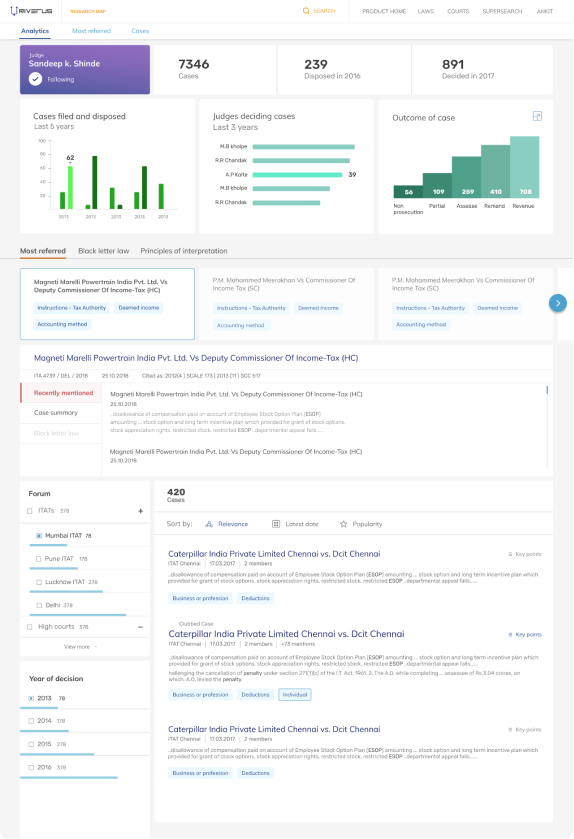 RIVERUS
RESEARCH MAP
SEARCH
PRODUCT HOME
LAWS
COURTS
SUPERSEARCH
ANKIT
Analytics
Most referred
Cases
Judge
Sandeep k. Shinde
Following
7346
Cases
239
Disposed in 2016
891
Decided in 2017
Cases filed and disposed
Last 5 years
100
80
60
40
20
62
2013
2013
2013
2013
2013
Judges deciding cases
Last 3 years
M.B kholpe
R.R Chandak
A.P Kolte
39
M.B kholpe
R.R Chandak
Outcome of case
56
109
259
410
708
Non prosecution
Partial
Assesse
Remand
Revenue
Most referred
Black letter law
Principles of interpretation
Magneti Marelli Powertrain India Pvt. Ltd. Vs
Deputy Commissioner Of Income-Tax (HC)
Instructions - Tax Authority
Deemed income
Accounting method
P.M. Mohammed Meerakhan Vs Commissioner Of
Income Tax (SC)
Instructions - Tax Authority
Deemed income
Accounting method
P.M. Mohammed Meerakhan Vs Commissioner Of
Income Tax (SC)
Instructions - Tax Authority
Deemed income
Accounting method
Magneti Marelli Powertrain India Pvt. Ltd. Vs Deputy Commissioner Of Income-Tax (HC)
ITA 4739 / DEL / 2018
25.10.2018
Cited as: 2012(4) SCALE 173 | 2013 (11) SCC 517
Recently mentioned
Case summary
Black letter law
Magneti Marelli Powertrain India Pvt. Ltd. Vs Deputy Commissioner Of Income-Tax (HC)
25.10.2018
..disallowance of compensation paid on account of Employee Stock Option Plan (ESOP)
amounting ... stock option and long term incentive plan which provided for grant of stock options,
stock appreciation rights, restricted stock, restricted ESOP ..departmental appeal fails......
Magneti Marelli Powertrain India Pvt. Ltd. Vs Deputy Commissioner Of Income-Tax (HC)
25.10.2018
Forum
ITATs 378
+
Mumbai ITAT 78
Pune ITAT 178
Lucknow ITAT 278
Delhi 378
High courts 378
−
View more
Year of decision
2013 78
2014 178
2015 278
2016 378
420
Cases
Sort by:
Relevance
Latest date
Popularity
Caterpillar India Private Limited Chennai vs. Dcit Chennai
Key points
ITAT Chennai | 17.03.2017 | 2 members
..disallowance of compensation paid on account of Employee Stock Option Plan (ESOP) amounting ... stock option and long term incentive plan which
provided for grant of stock options, stock appreciation rights, restricted stock, restricted ESOP ..departmental appeal fails......
Business or profession
Deductions
Clubbed Case
Caterpillar India Private Limited Chennai vs. Dcit Chennai
Key points
ITAT Chennai | 17.03.2017 | 2 members | +73 mentions
..disallowance of compensation paid on account of Employee Stock Option Plan (ESOP) amounting ... stock option and long term incentive plan which
provided for grant of stock options, stock appreciation rights, restricted stock, restricted ESOP ..departmental appeal fails......
hallenging the cancellation of penalty under section 271(1)(c) of the I.T. Act, 1961. 2. The A.O. while completing ... assessee of Rs.3.04 crores, on
which, A.O. levied the penalty.
Business or profession
Deductions
Individual
Caterpillar India Private Limited Chennai vs. Dcit Chennai
Key points
ITAT Chennai | 17.03.2017 | 2 members
..disallowance of compensation paid on account of Employee Stock Option Plan (ESOP) amounting ... stock option and long term incentive plan which
provided for grant of stock options, stock appreciation rights, restricted stock, restricted ESOP ..departmental appeal fails......
Business or profession
Deductions